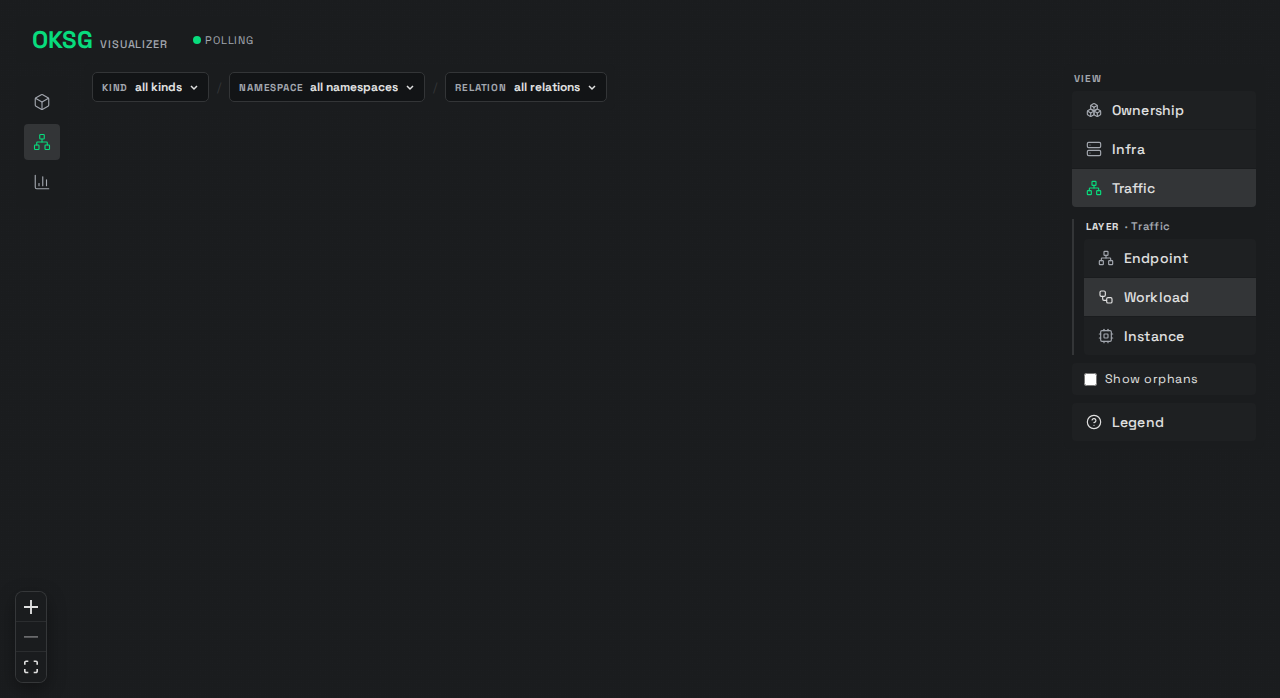 OKSG VISUALIZER POLLING
KIND all kinds / NAMESPACE all namespaces / RELATION all relations
VIEW
Ownership
Infra
Traffic
LAYER · Traffic
Endpoint
Workload
Instance
Show orphans
Legend